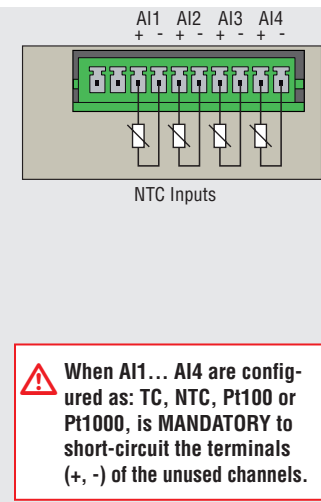 AI1 AI2 AI3 AI4
+ - + - + - + -
NTC Inputs
When AI1... AI4 are config-
ured as: TC, NTC, Pt100 or
Pt1000, is MANDATORY to
short-circuit the terminals
(+, -) of the unused channels.